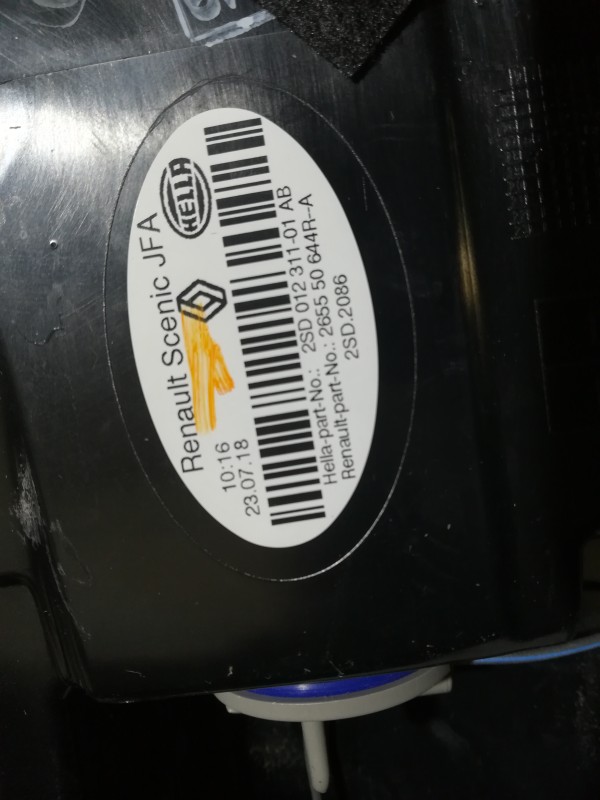 HELLA
Renault Scenic JFA
10:16
23.07.18
Hella-part-No.: 2SD 012 311-01 AB
Renault-part-No.: 2655 50 644R--A
2SD.2086